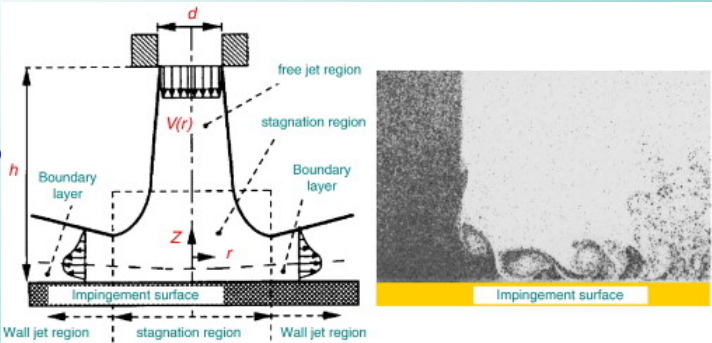 d
free jet region
V(r)
stagnation region
h
Boundary
layer
Boundary
layer
Z
r
Impingement surface
Wall jet region
stagnation region
Wall jet region
Impingement surface